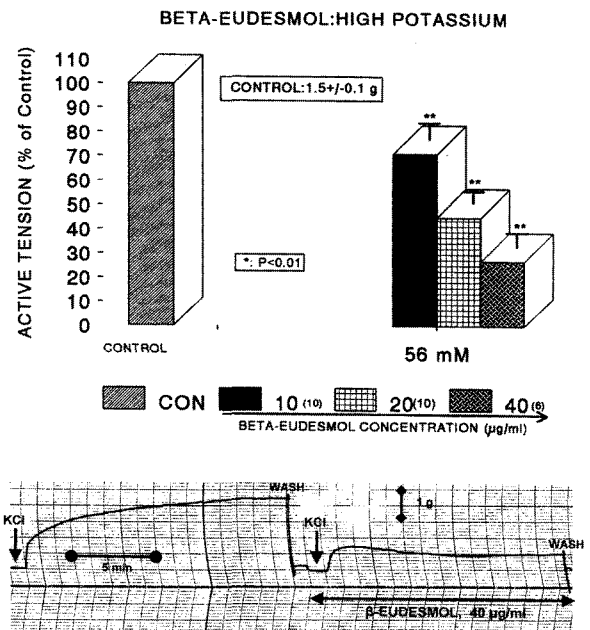 BETA-EUDESMOL:HIGH POTASSIUM
ACTIVE TENSION (% of Control)
110
100
90
80
70
60
50
40
30
20
10
0
CONTROL:1.5+/-0.1 g
*: P<0.01
**
**
**
CONTROL
56 mM
CON
10 (10)
20(10)
40(6)
BETA-EUDESMOL CONCENTRATION (µg/ml)
KCl
WASH
5 min
KCl
1 g
WASH
β-EUDESMOL, 40 µg/ml